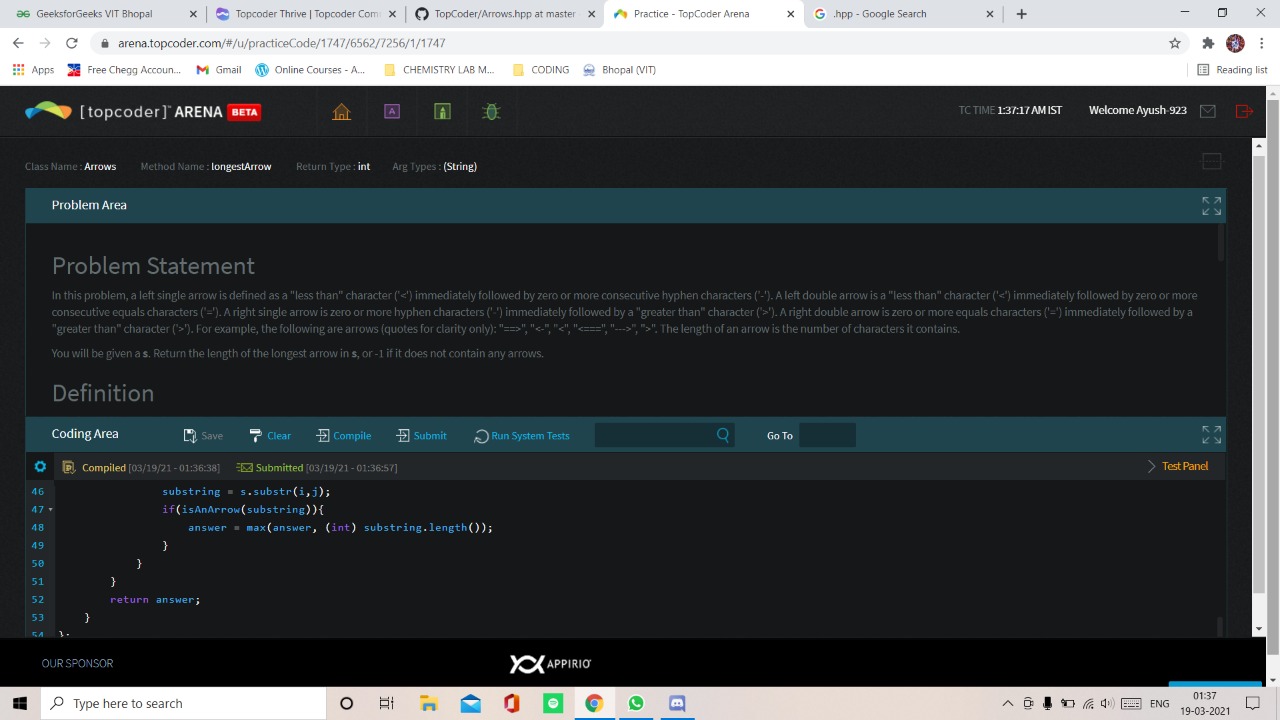 GeeksforGeeks VIT Bhopal
Topcoder Thrive | Topcoder Com
TopCoder/Arrows.hpp at master
Practice - TopCoder Arena
.hpp - Google Search
arena.topcoder.com/#/u/practiceCode/1747/6562/7256/1/1747
Apps
Free Chegg Accoun...
Gmail
Online Courses - A...
CHEMISTRY LAB M...
CODING
Bhopal (VIT)
Reading list
[topcoder]™ ARENA BETA
TC TIME 1:37:17 AM IST
Welcome Ayush-923
Class Name : Arrows
Method Name : longestArrow
Return Type : int
Arg Types : (String)
Problem Area
Problem Statement
In this problem, a left single arrow is defined as a "less than" character ('<') immediately followed by zero or more consecutive hyphen characters ('-'). A left double arrow is a "less than" character ('<') immediately followed by zero or more
consecutive equals characters ('='). A right single arrow is zero or more hyphen characters ('-') immediately followed by a "greater than" character ('>'). A right double arrow is zero or more equals characters ('=') immediately followed by a
"greater than" character ('>'). For example, the following are arrows (quotes for clarity only): "==>", "<-", "<", "<===", "--->", ">". The length of an arrow is the number of characters it contains.
You will be given a s. Return the length of the longest arrow in s, or -1 if it does not contain any arrows.
Definition
Coding Area
Save
Clear
Compile
Submit
Run System Tests
Go To
Compiled [03/19/21 - 01:36:38]
Submitted [03/19/21 - 01:36:57]
Test Panel
46 substring = s.substr(i,j);
47 if(isAnArrow(substring)){
48 answer = max(answer, (int) substring.length());
49 }
50 }
51 }
52 return answer;
53 }
54 };
OUR SPONSOR
APPIRIO
Type here to search
ENG
01:37
19-03-2021